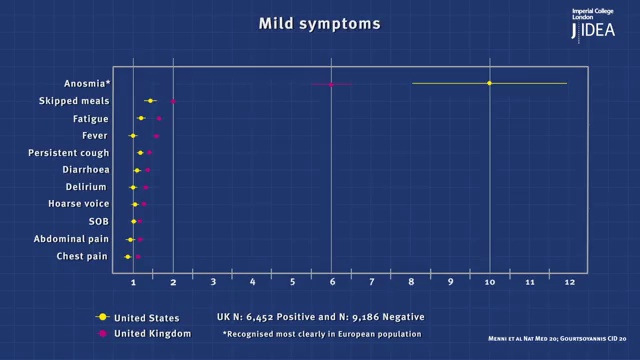 Mild symptoms
Imperial College
London
J-IDEA
Anosmia*
Skipped meals
Fatigue
Fever
Persistent cough
Diarrhoea
Delirium
Hoarse voice
SOB
Abdominal pain
Chest pain
1 2 3 4 5 6 7 8 9 10 11 12
United States
United Kingdom
UK N: 6,452 Positive and N: 9,186 Negative
*Recognised most clearly in European population
Menni et al Nat Med 20; Gourtsoyannis CID 20